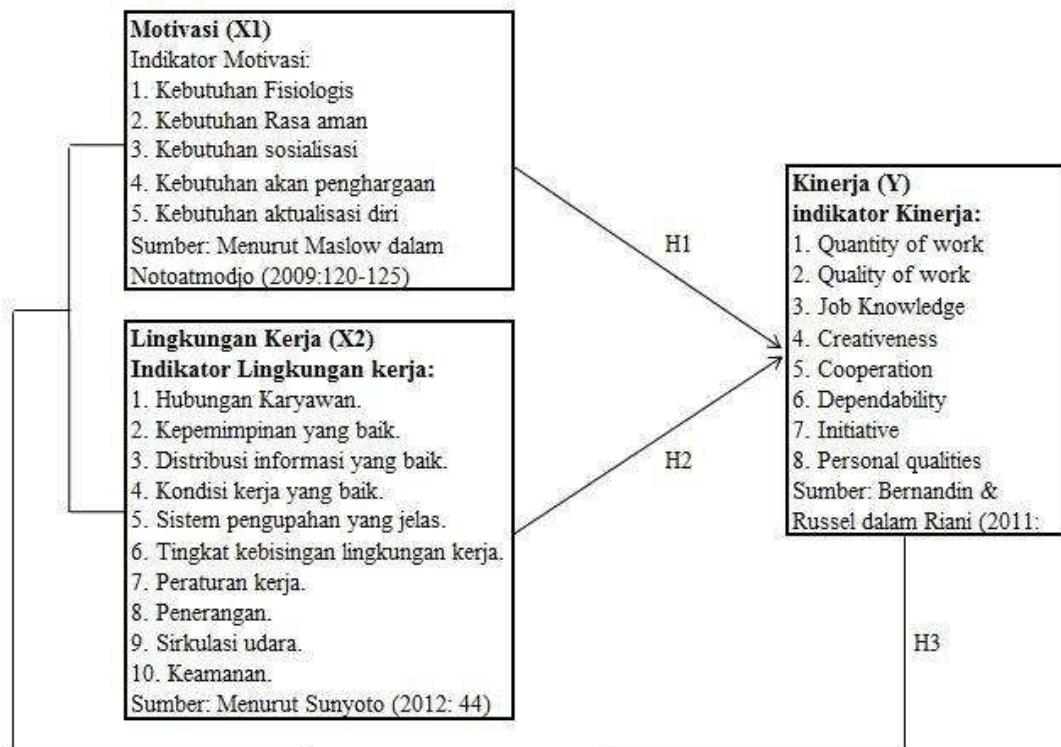 Motivasi (X1)
Indikator Motivasi:
1. Kebutuhan Fisiologis
2. Kebutuhan Rasa aman
3. Kebutuhan sosialisasi
4. Kebutuhan akan penghargaan
5. Kebutuhan aktualisasi diri
Sumber: Menurut Maslow dalam
Notoatmodjo (2009:120-125)
Lingkungan Kerja (X2)
Indikator Lingkungan kerja:
1. Hubungan Karyawan.
2. Kepemimpinan yang baik.
3. Distribusi informasi yang baik.
4. Kondisi kerja yang baik.
5. Sistem pengupahan yang jelas.
6. Tingkat kebisingan lingkungan kerja.
7. Peraturan kerja.
8. Penerangan.
9. Sirkulasi udara.
10. Keamanan.
Sumber: Menurut Sunyoto (2012: 44)
H1
H2
Kinerja (Y)
indikator Kinerja:
1. Quantity of work
2. Quality of work
3. Job Knowledge
4. Creativeness
5. Cooperation
6. Dependability
7. Initiative
8. Personal qualities
Sumber: Bernandin &
Russel dalam Riani (2011:
H3